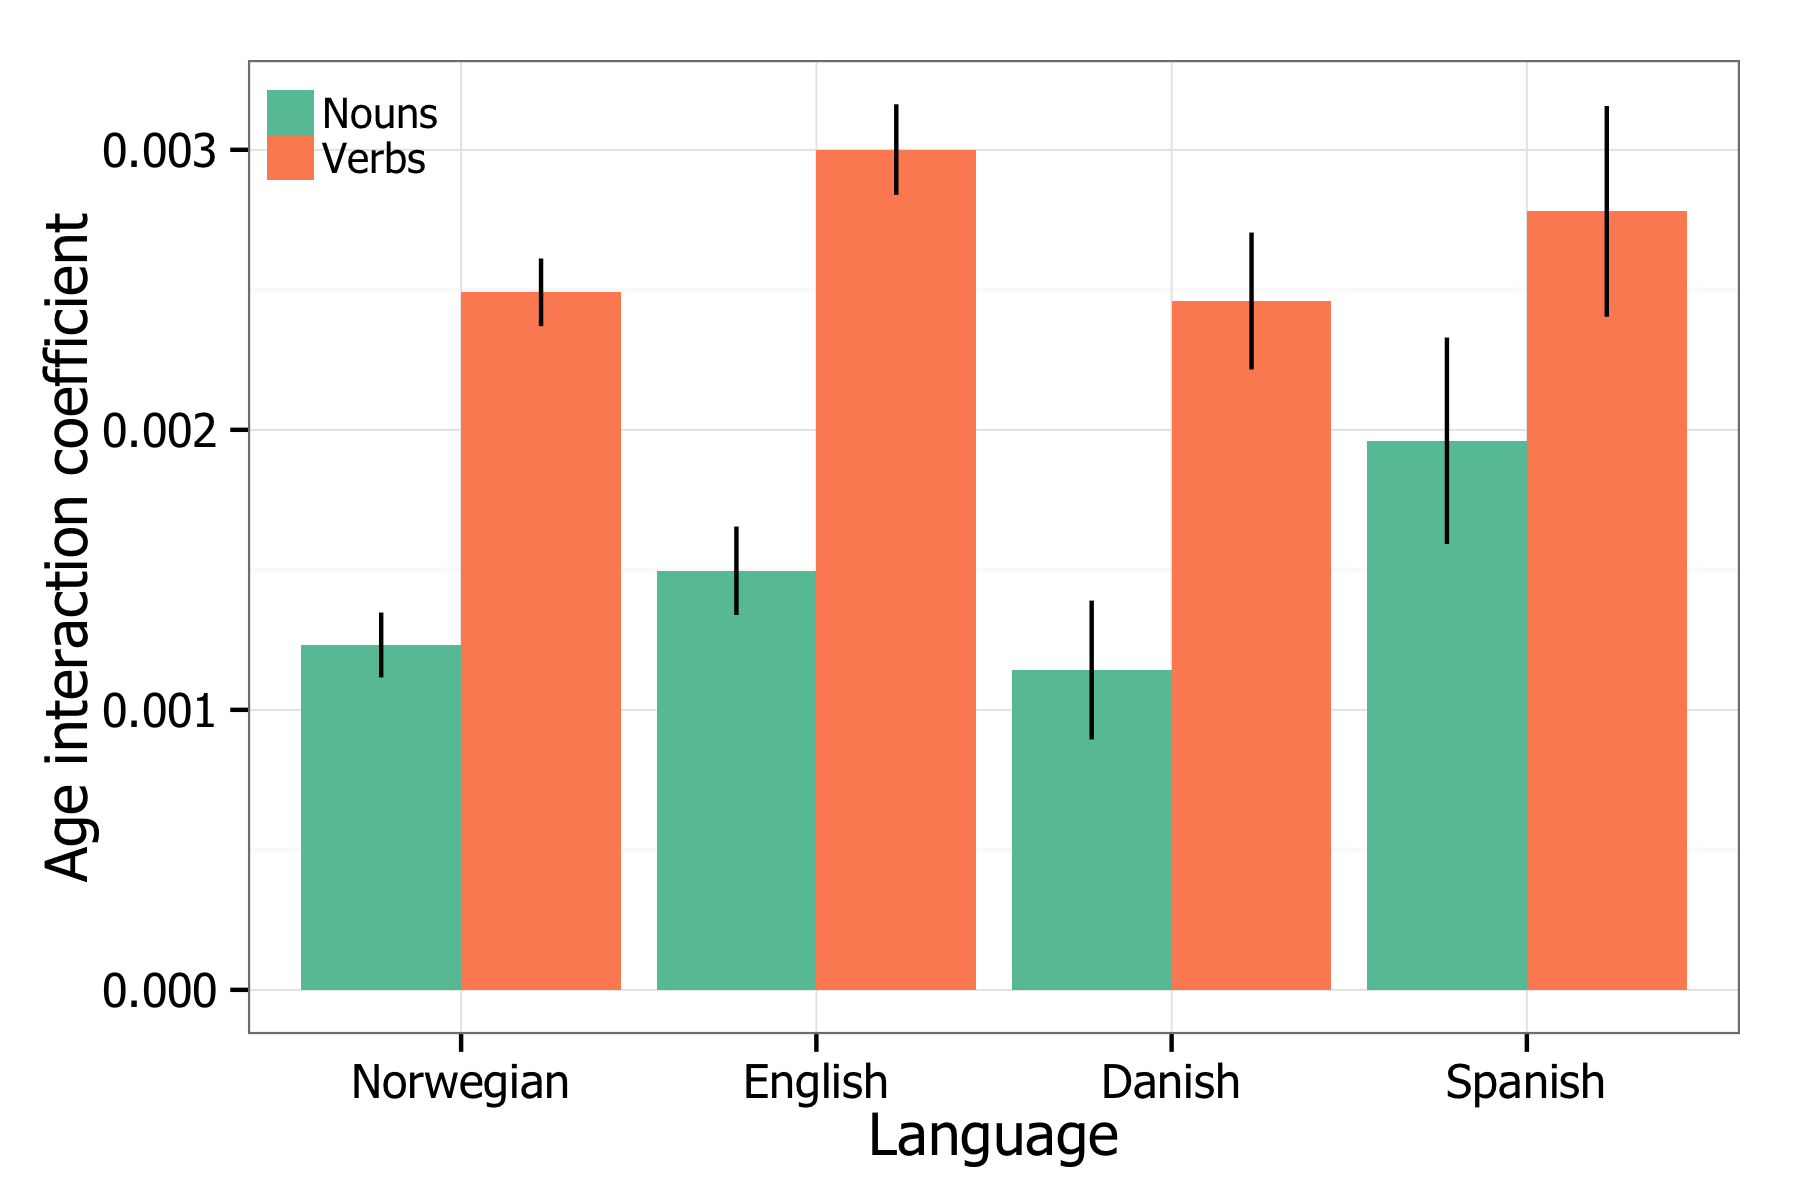 Nouns
Verbs
0.003
0.002
0.001
0.000
Age interaction coefficient
Norwegian
English
Danish
Spanish
Language